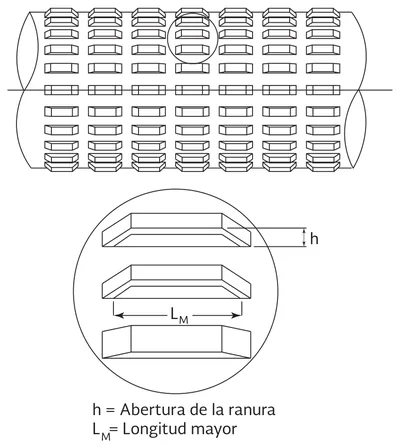 h
L_M
h = Abertura de la ranura
L_M= Longitud mayor